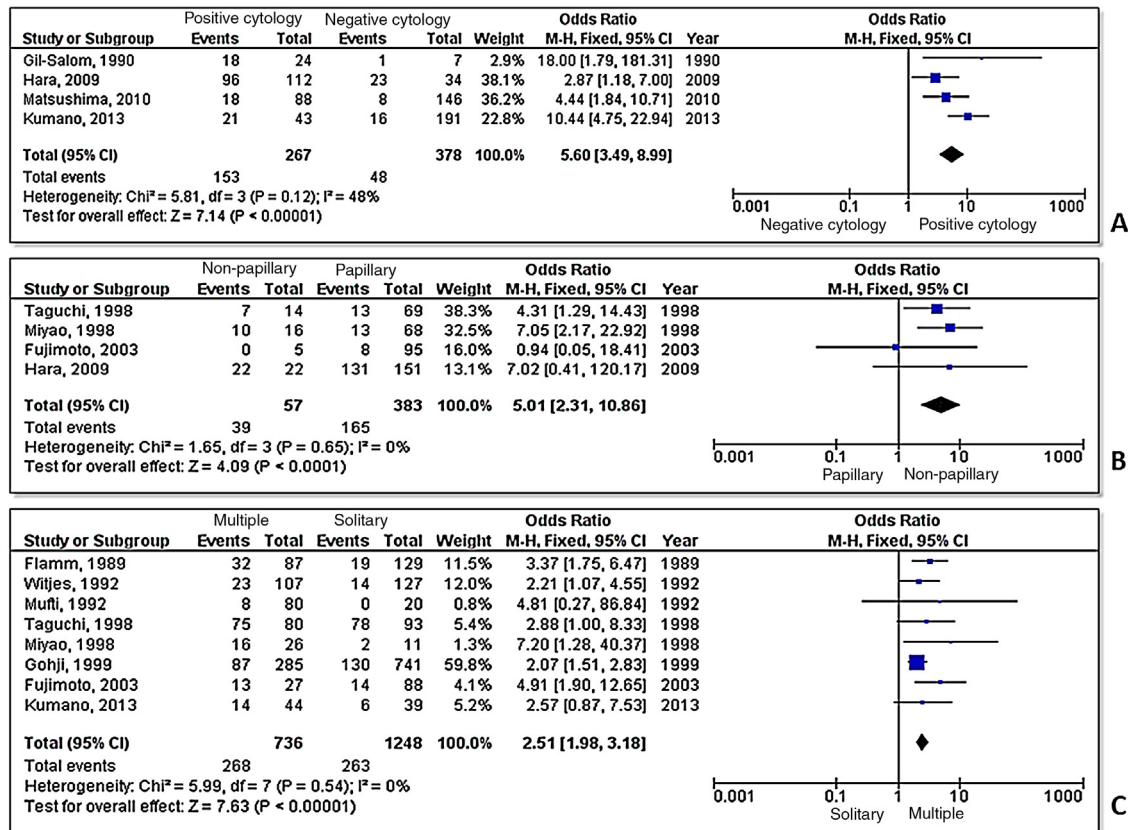 Positive cytology Negative cytology Odds Ratio Odds Ratio
Study or Subgroup Events Total Events Total Weight M-H, Fixed, 95% CI Year M-H, Fixed, 95% CI
Gil-Salom, 1990 18 24 1 7 2.9% 18.00 [1.79, 181.31] 1990
Hara, 2009 96 112 23 34 38.1% 2.87 [1.18, 7.00] 2009
Matsushima, 2010 18 88 8 146 36.2% 4.44 [1.84, 10.71] 2010
Kumano, 2013 21 43 16 191 22.8% 10.44 [4.75, 22.94] 2013
Total (95% CI) 267 378 100.0% 5.60 [3.49, 8.99]
Total events 153 48
Heterogeneity: Chi² = 5.81, df = 3 (P = 0.12); I² = 48%
Test for overall effect: Z = 7.14 (P < 0.00001)
0.001 0.1 1 10 1000
Negative cytology Positive cytology
A
Non-papillary Papillary Odds Ratio Odds Ratio
Study or Subgroup Events Total Events Total Weight M-H, Fixed, 95% CI Year M-H, Fixed, 95% CI
Taguchi, 1998 7 14 13 69 38.3% 4.31 [1.29, 14.43] 1998
Miyao, 1998 10 16 13 68 32.5% 7.05 [2.17, 22.92] 1998
Fujimoto, 2003 0 5 8 95 16.0% 0.94 [0.05, 18.41] 2003
Hara, 2009 22 22 131 151 13.1% 7.02 [0.41, 120.17] 2009
Total (95% CI) 57 383 100.0% 5.01 [2.31, 10.86]
Total events 39 165
Heterogeneity: Chi² = 1.65, df = 3 (P = 0.65); I² = 0%
Test for overall effect: Z = 4.09 (P < 0.0001)
0.001 0.1 1 10 1000
Papillary Non-papillary
B
Multiple Solitary Odds Ratio Odds Ratio
Study or Subgroup Events Total Events Total Weight M-H, Fixed, 95% CI Year M-H, Fixed, 95% CI
Flamm, 1989 32 87 19 129 11.5% 3.37 [1.75, 6.47] 1989
Witjes, 1992 23 107 14 127 12.0% 2.21 [1.07, 4.55] 1992
Mufti, 1992 8 80 0 20 0.8% 4.81 [0.27, 86.84] 1992
Taguchi, 1998 75 80 78 93 5.4% 2.88 [1.00, 8.33] 1998
Miyao, 1998 16 26 2 11 1.3% 7.20 [1.28, 40.37] 1998
Gohji, 1999 87 285 130 741 59.8% 2.07 [1.51, 2.83] 1999
Fujimoto, 2003 13 27 14 88 4.1% 4.91 [1.90, 12.65] 2003
Kumano, 2013 14 44 6 39 5.2% 2.57 [0.87, 7.53] 2013
Total (95% CI) 736 1248 100.0% 2.51 [1.98, 3.18]
Total events 268 263
Heterogeneity: Chi² = 5.99, df = 7 (P = 0.54); I² = 0%
Test for overall effect: Z = 7.63 (P < 0.00001)
0.001 0.1 1 10 1000
Solitary Multiple
C